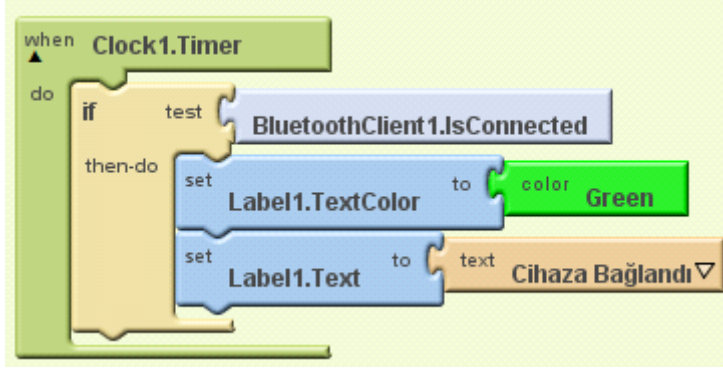 when Clock1.Timer
do
if test BluetoothClient1.IsConnected
then-do
set Label1.TextColor to color Green
set Label1.Text to text Cihaza Bağlandı